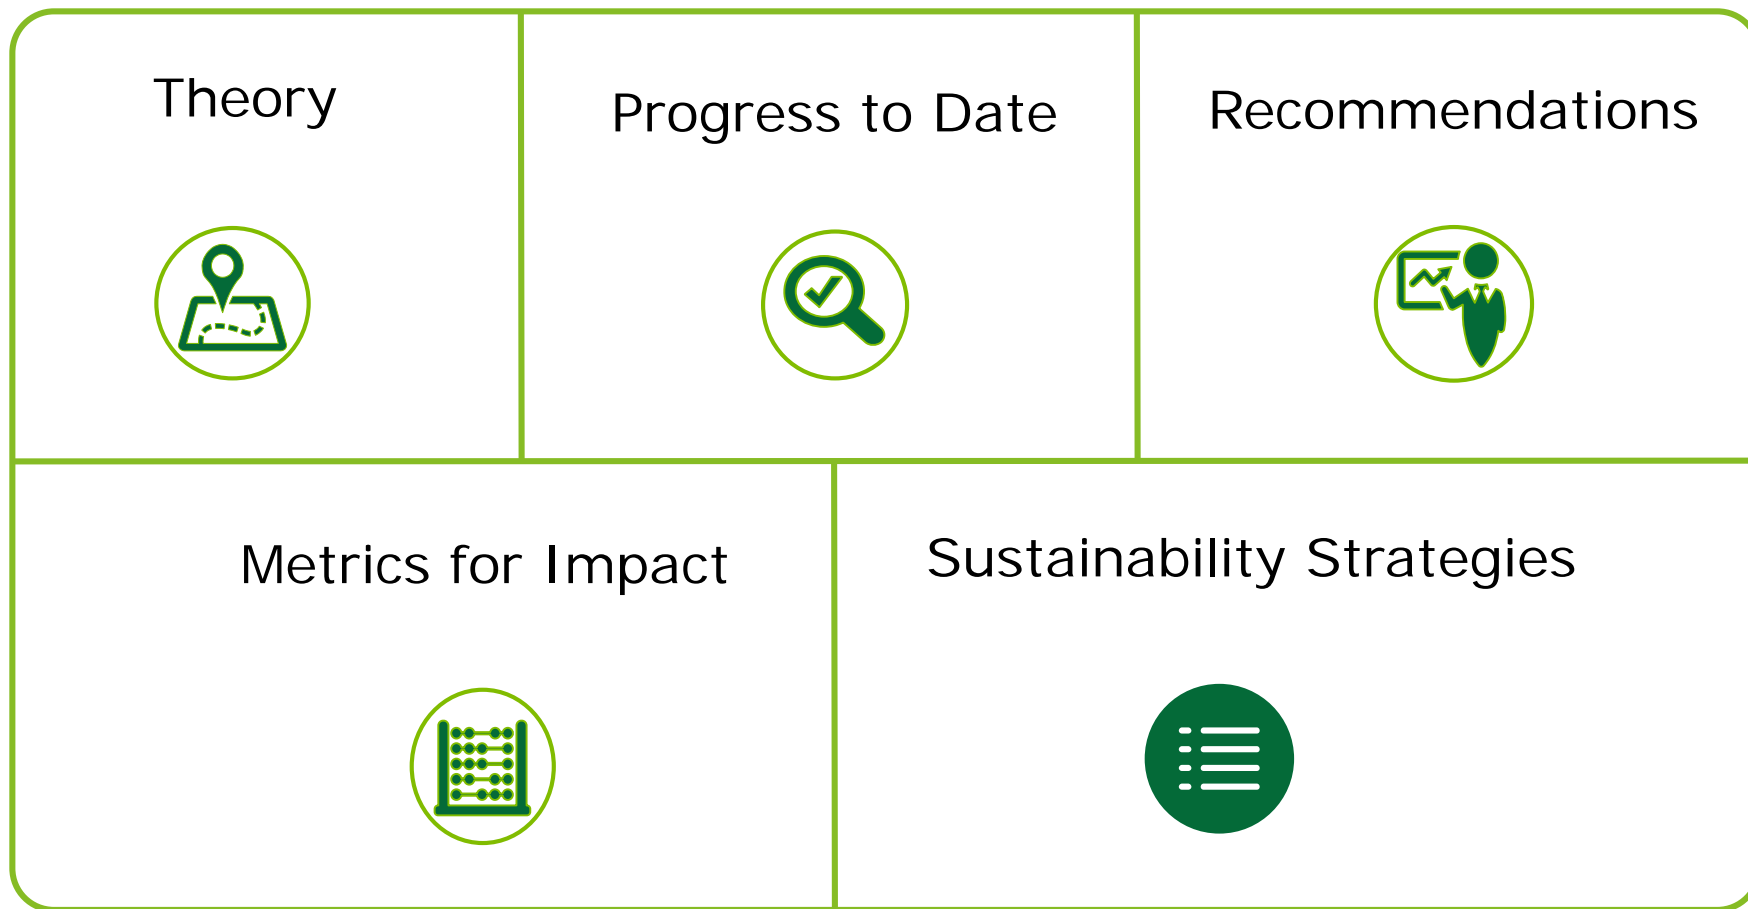 Theory
Progress to Date
Recommendations
Metrics for Impact
Sustainability Strategies